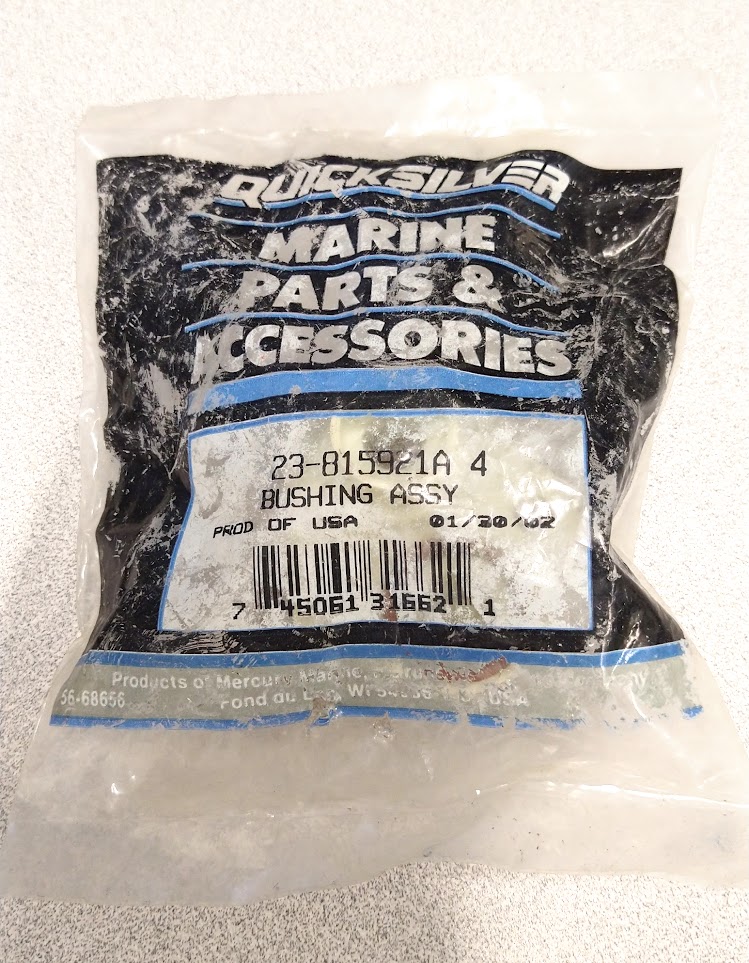 QUICKSILVER
MARINE
PARTS &
ACCESSORIES
23-815921A 4
BUSHING ASSY
PROD OF USA 01/30/02
7 45061 31662 1
Products of Mercury Marine,
56-68656 Fond du Lac, WI USA